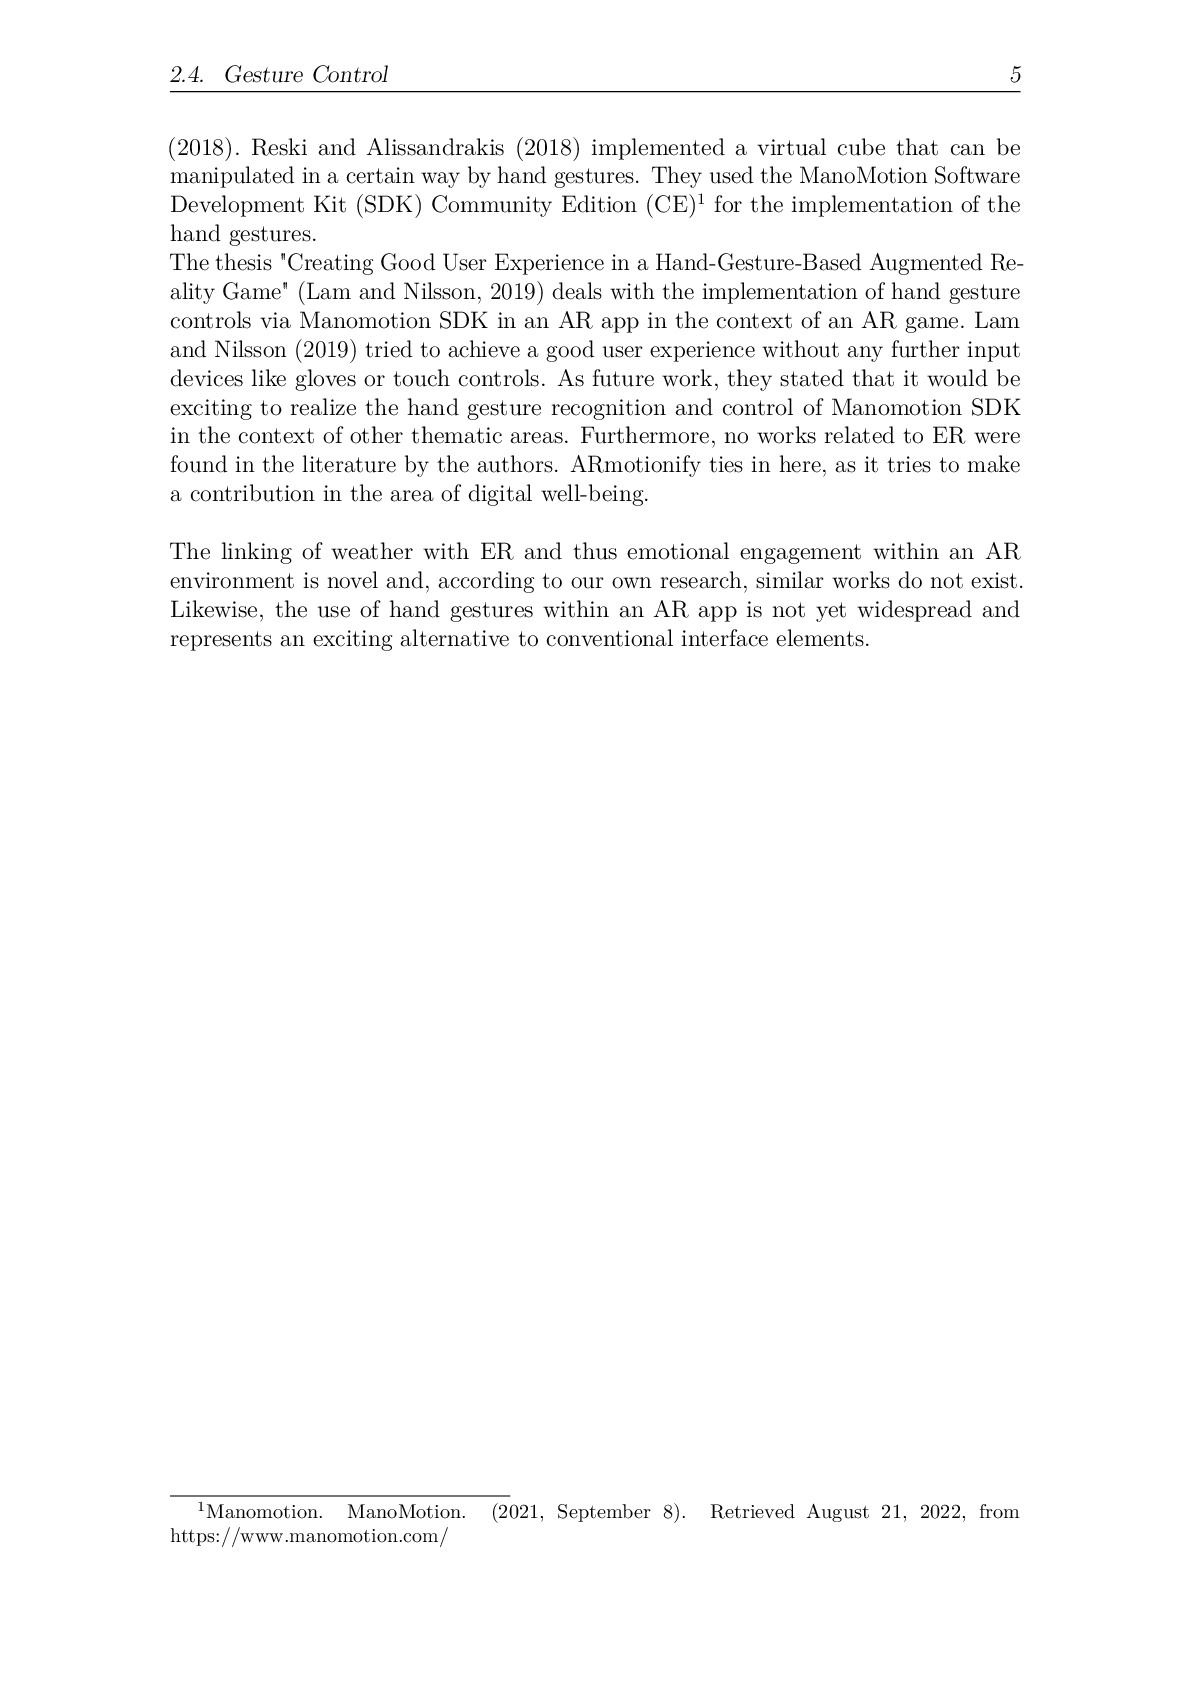 2.4. Gesture Control 5
(2018). Reski and Alissandrakis (2018) implemented a virtual cube that can be
manipulated in a certain way by hand gestures. They used the ManoMotion Software
Development Kit (SDK) Community Edition (CE)¹ for the implementation of the
hand gestures.
The thesis "Creating Good User Experience in a Hand-Gesture-Based Augmented Re-
ality Game" (Lam and Nilsson, 2019) deals with the implementation of hand gesture
controls via Manomotion SDK in an AR app in the context of an AR game. Lam
and Nilsson (2019) tried to achieve a good user experience without any further input
devices like gloves or touch controls. As future work, they stated that it would be
exciting to realize the hand gesture recognition and control of Manomotion SDK
in the context of other thematic areas. Furthermore, no works related to ER were
found in the literature by the authors. ARmotionify ties in here, as it tries to make
a contribution in the area of digital well-being.
The linking of weather with ER and thus emotional engagement within an AR
environment is novel and, according to our own research, similar works do not exist.
Likewise, the use of hand gestures within an AR app is not yet widespread and
represents an exciting alternative to conventional interface elements.
¹Manomotion. ManoMotion. (2021, September 8). Retrieved August 21, 2022, from
https://www.manomotion.com/